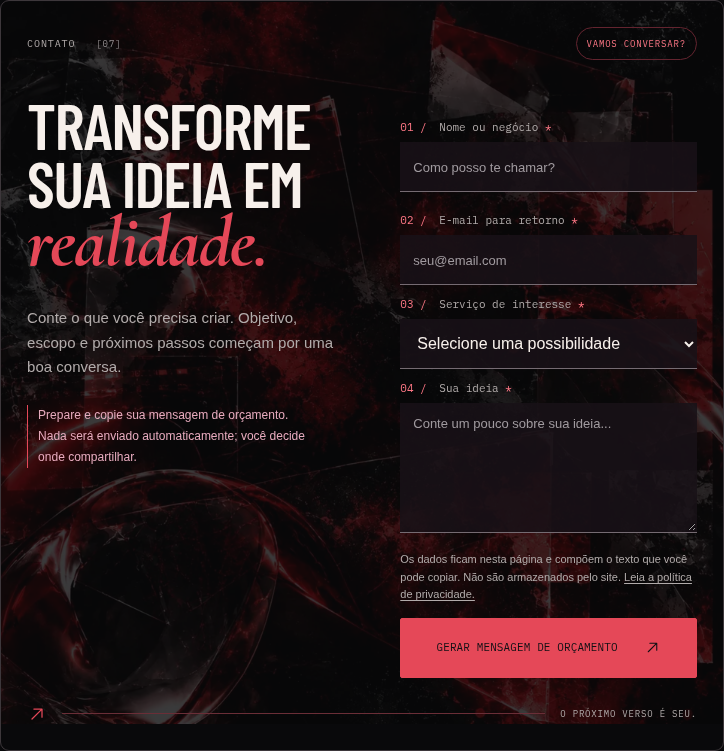 CONTATO [07]
VAMOS CONVERSAR?
TRANSFORME
SUA IDEIA EM
realidade.
Conte o que você precisa criar. Objetivo,
escopo e próximos passos começam por uma
boa conversa.
Prepare e copie sua mensagem de orçamento.
Nada será enviado automaticamente; você decide
onde compartilhar.
01 / Nome ou negócio *
Como posso te chamar?
02 / E-mail para retorno *
seu@email.com
03 / Serviço de interesse *
Selecione uma possibilidade
04 / Sua ideia *
Conte um pouco sobre sua ideia...
Os dados ficam nesta página e compõem o texto que você
pode copiar. Não são armazenados pelo site. Leia a política
de privacidade.
GERAR MENSAGEM DE ORÇAMENTO
O PRÓXIMO VERSO É SEU.